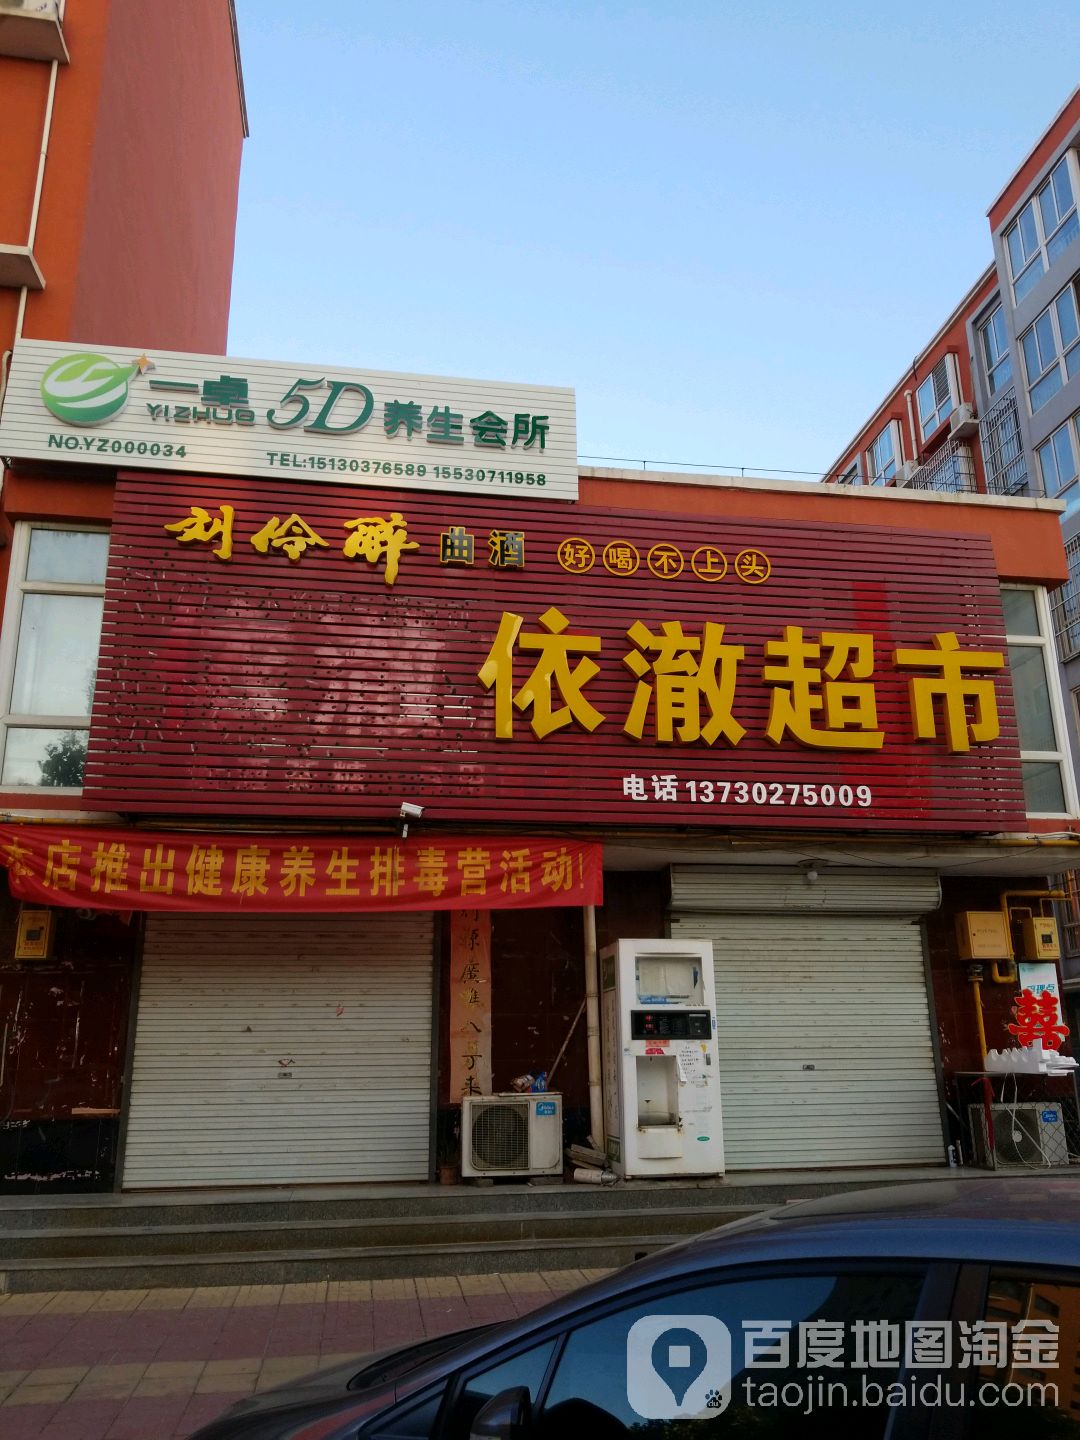 一卓 5D 养生会所
YIZHUO
NO.YZ000034
TEL:15130376589 15530711958
刘伶醉 曲酒 好喝不上头
依澈超市
电话 13730275009
本店推出健康养生排毒营活动!
囍
百度地图淘金
taojin.baidu.com